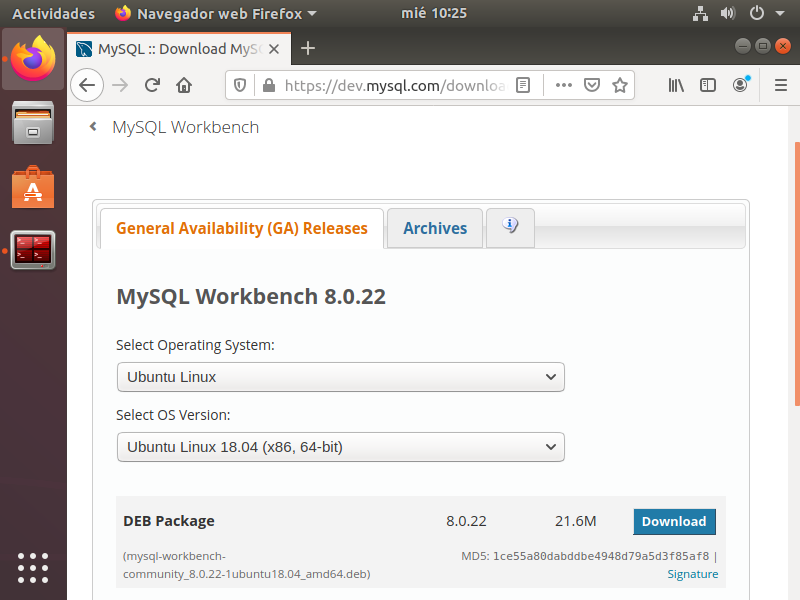 Actividades Navegador web Firefox mié 10:25
MySQL :: Download MySQ
https://dev.mysql.com/downloa
MySQL Workbench
General Availability (GA) Releases Archives
MySQL Workbench 8.0.22
Select Operating System:
Ubuntu Linux
Select OS Version:
Ubuntu Linux 18.04 (x86, 64-bit)
DEB Package 8.0.22 21.6M Download
(mysql-workbench- MD5: 1ce55a80dabddbe4948d79a5d3f85af8 |
community_8.0.22-1ubuntu18.04_amd64.deb) Signature